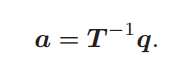 a = T⁻¹q.